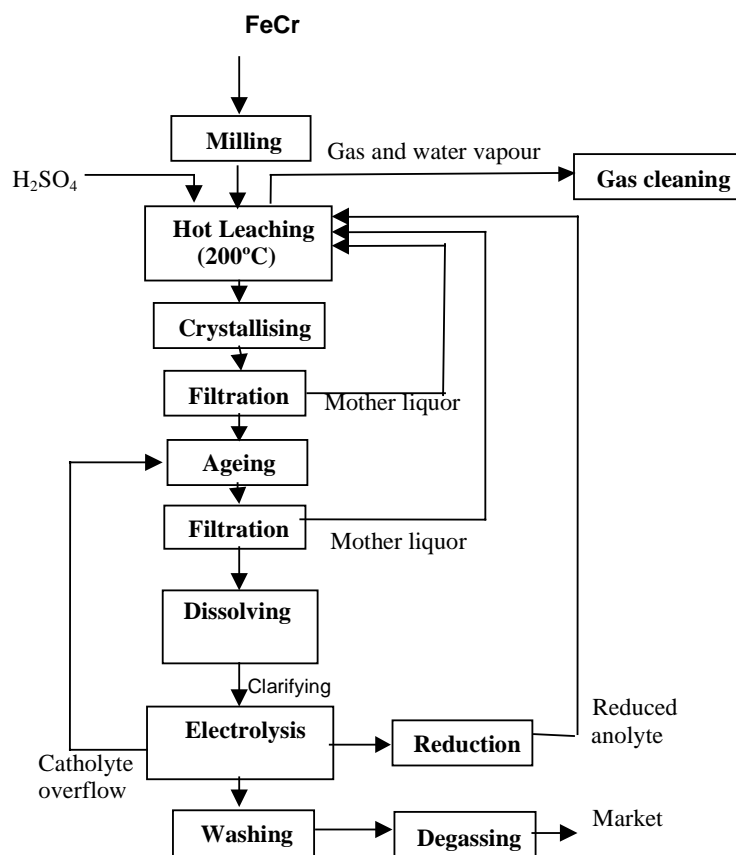 FeCr
Milling
Gas and water vapour
H₂SO₄
Gas cleaning
Hot Leaching
(200ºC)
Crystallising
Filtration
Mother liquor
Ageing
Filtration
Mother liquor
Dissolving
Clarifying
Electrolysis
Reduction
Reduced
anolyte
Catholyte
overflow
Washing
Degassing
Market